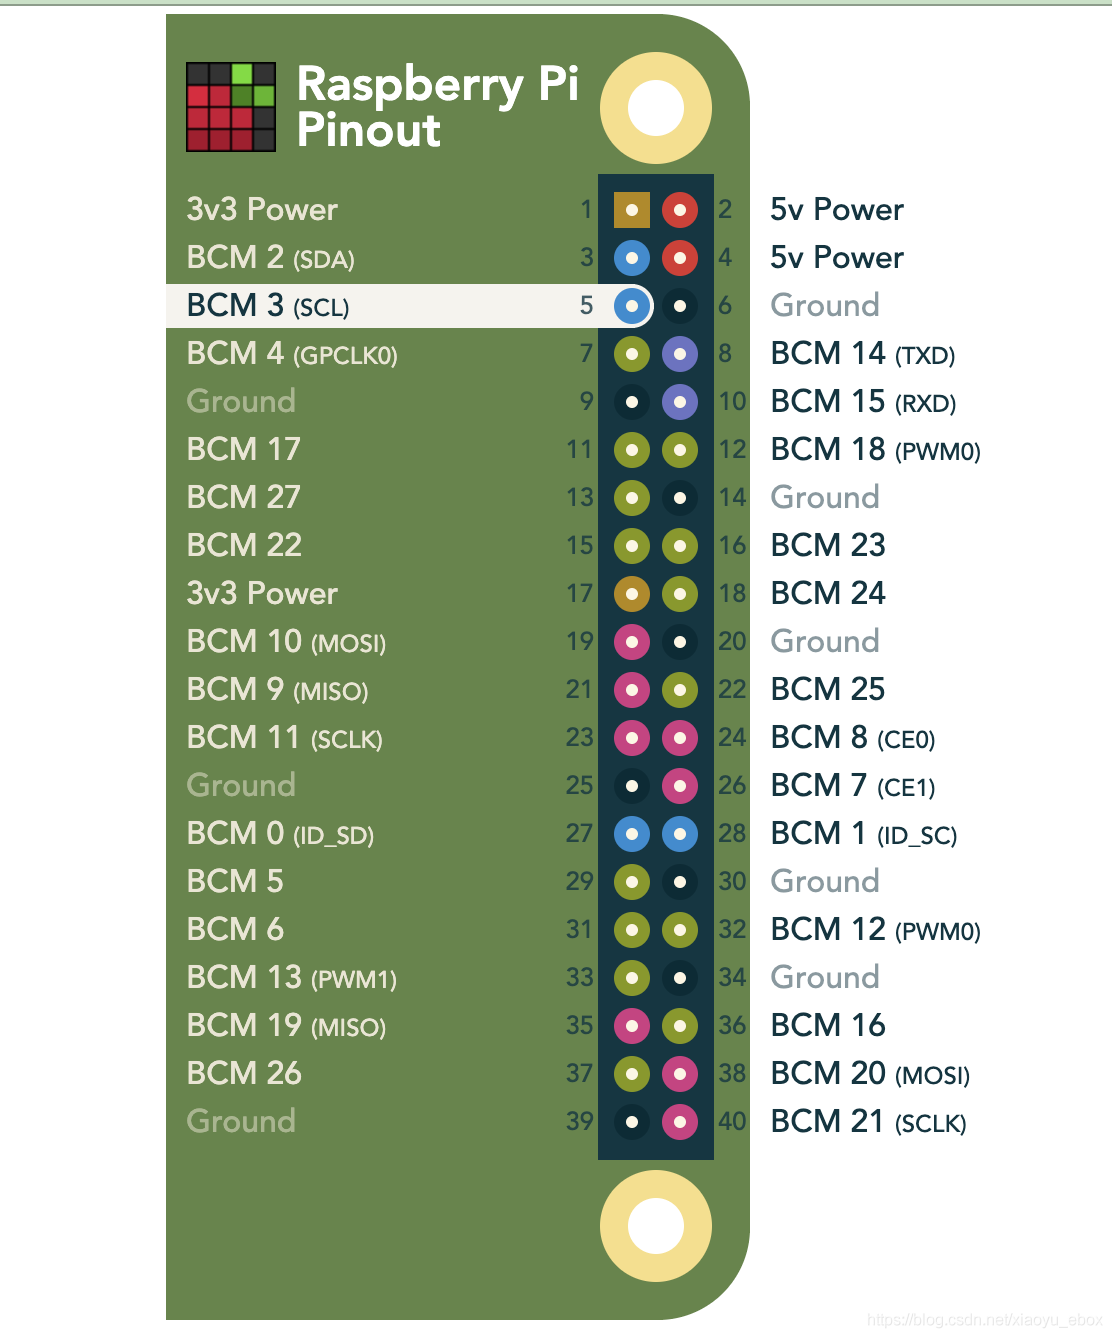 Raspberry Pi
Pinout
3v3 Power 1 2 5v Power
BCM 2 (SDA) 3 4 5v Power
BCM 3 (SCL) 5 6 Ground
BCM 4 (GPCLK0) 7 8 BCM 14 (TXD)
Ground 9 10 BCM 15 (RXD)
BCM 17 11 12 BCM 18 (PWM0)
BCM 27 13 14 Ground
BCM 22 15 16 BCM 23
3v3 Power 17 18 BCM 24
BCM 10 (MOSI) 19 20 Ground
BCM 9 (MISO) 21 22 BCM 25
BCM 11 (SCLK) 23 24 BCM 8 (CE0)
Ground 25 26 BCM 7 (CE1)
BCM 0 (ID_SD) 27 28 BCM 1 (ID_SC)
BCM 5 29 30 Ground
BCM 6 31 32 BCM 12 (PWM0)
BCM 13 (PWM1) 33 34 Ground
BCM 19 (MISO) 35 36 BCM 16
BCM 26 37 38 BCM 20 (MOSI)
Ground 39 40 BCM 21 (SCLK)
https://blog.csdn.net/xiaoyu_ebox